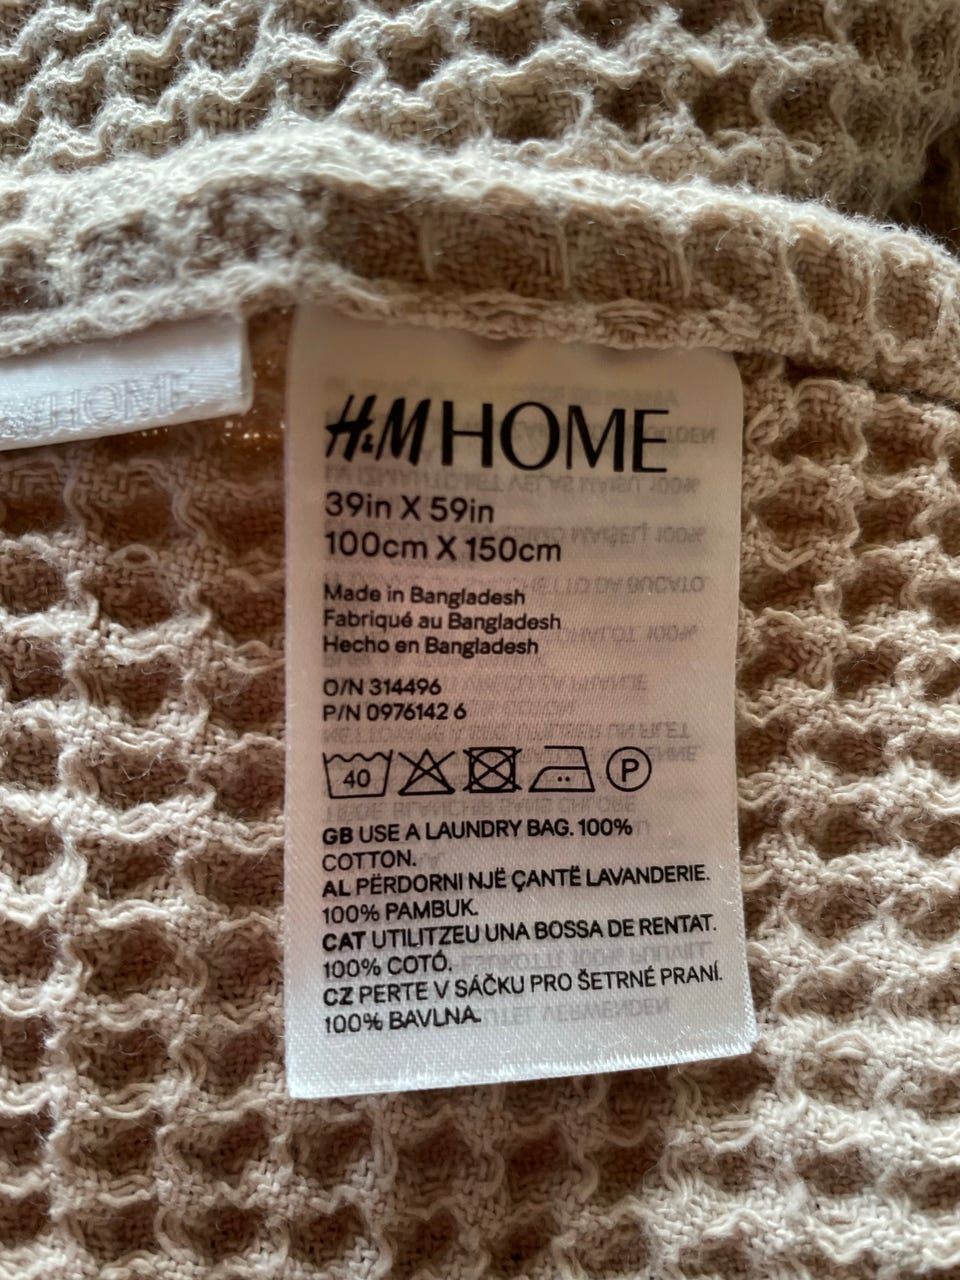 HOME
H&M HOME
39in X 59in
100cm X 150cm
Made in Bangladesh
Fabriqué au Bangladesh
Hecho en Bangladesh
O/N 314496
P/N 0976142 6
40
P
GB USE A LAUNDRY BAG. 100%
COTTON.
AL PËRDORNI NJË ÇANTË LAVANDERIE.
100% PAMBUK.
CAT UTILITZEU UNA BOSSA DE RENTAT.
100% COTÓ.
CZ PERTE V SÁČKU PRO ŠETRNÉ PRANÍ.
100% BAVLNA.